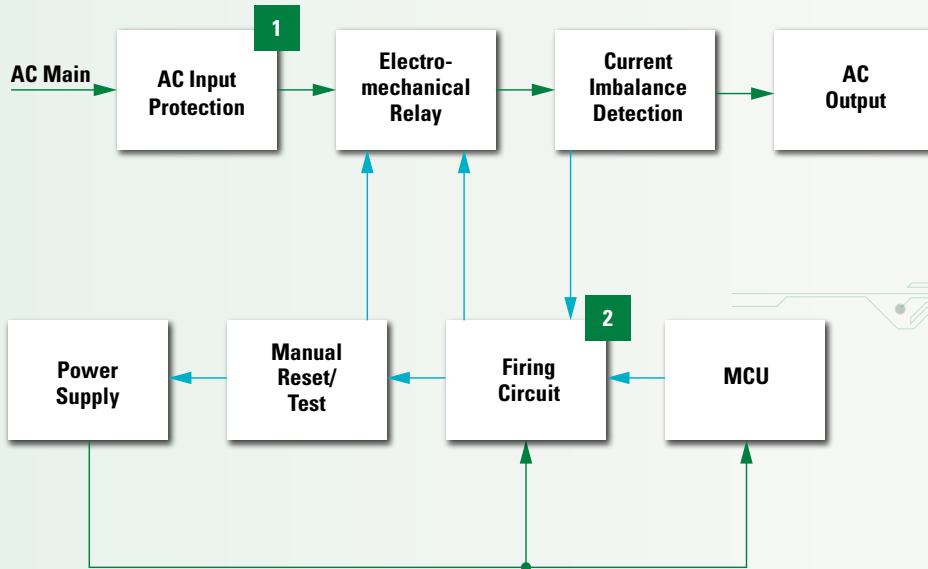 1
AC Main
AC Input
Protection
Electro-
mechanical
Relay
Current
Imbalance
Detection
AC
Output
2
Power
Supply
Manual
Reset/
Test
Firing
Circuit
MCU